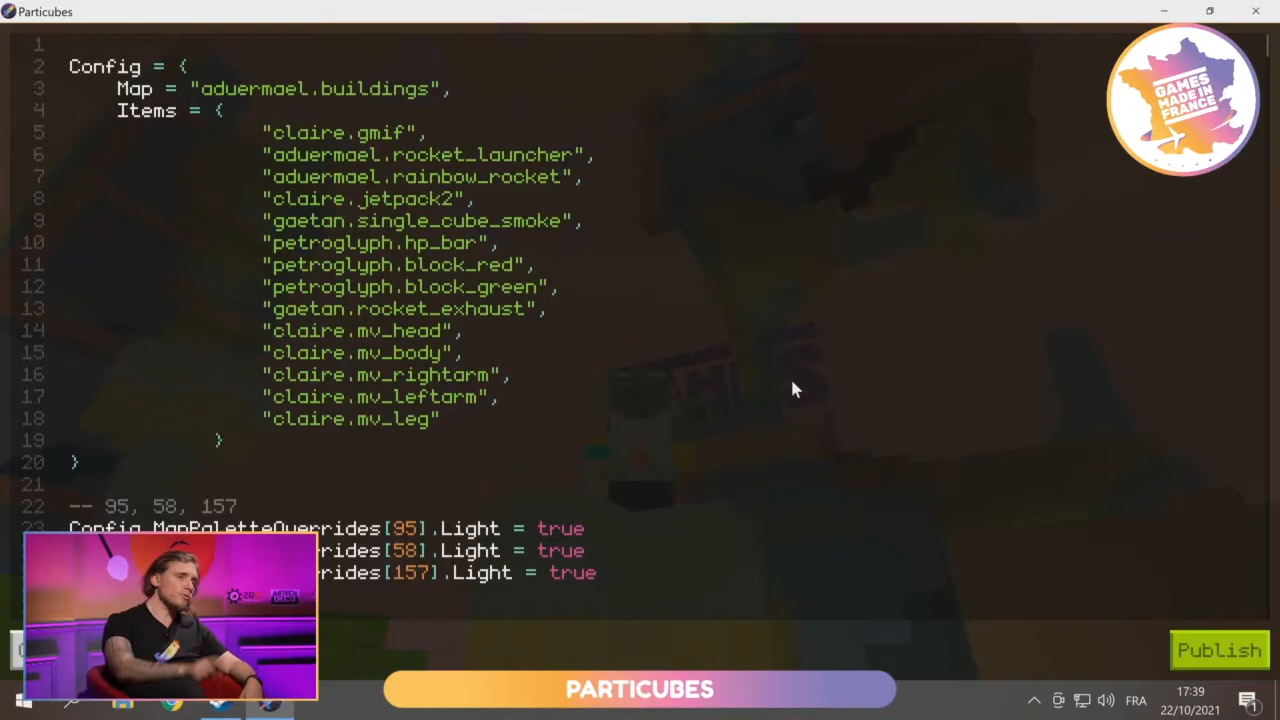 Particubes
1
2 Config = {
3 Map = "aduermael.buildings",
4 Items = {
5 "claire.gmif",
6 "aduermael.rocket_launcher",
7 "aduermael.rainbow_rocket",
8 "claire.jetpack2",
9 "gaetan.single_cube_smoke",
10 "petroglyph.hp_bar",
11 "petroglyph.block_red",
12 "petroglyph.block_green",
13 "gaetan.rocket_exhaust",
14 "claire.mv_head",
15 "claire.mv_body",
16 "claire.mv_rightarm",
17 "claire.mv_leftarm",
18 "claire.mv_leg"
19 }
20 }
21
22 -- 95, 58, 157
23 Config.MapPaletteOverrides[95].Light = true
rides[58].Light = true
rides[157].Light = true
GAMES
MADE IN
FRANCE
Publish
PARTICUBES
FRA
17:39
22/10/2021
1